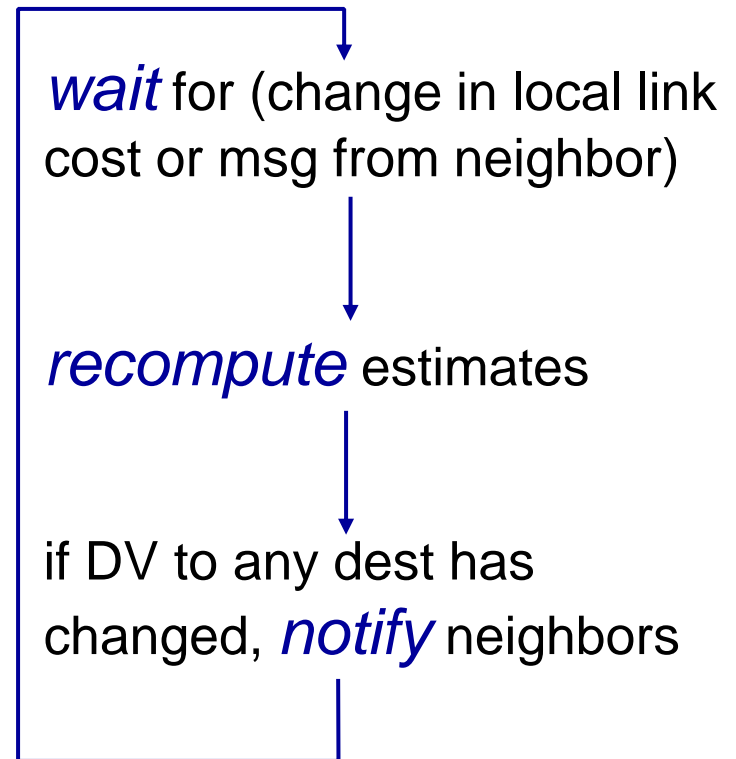 wait for (change in local link
cost or msg from neighbor)
recompute estimates
if DV to any dest has
changed, notify neighbors